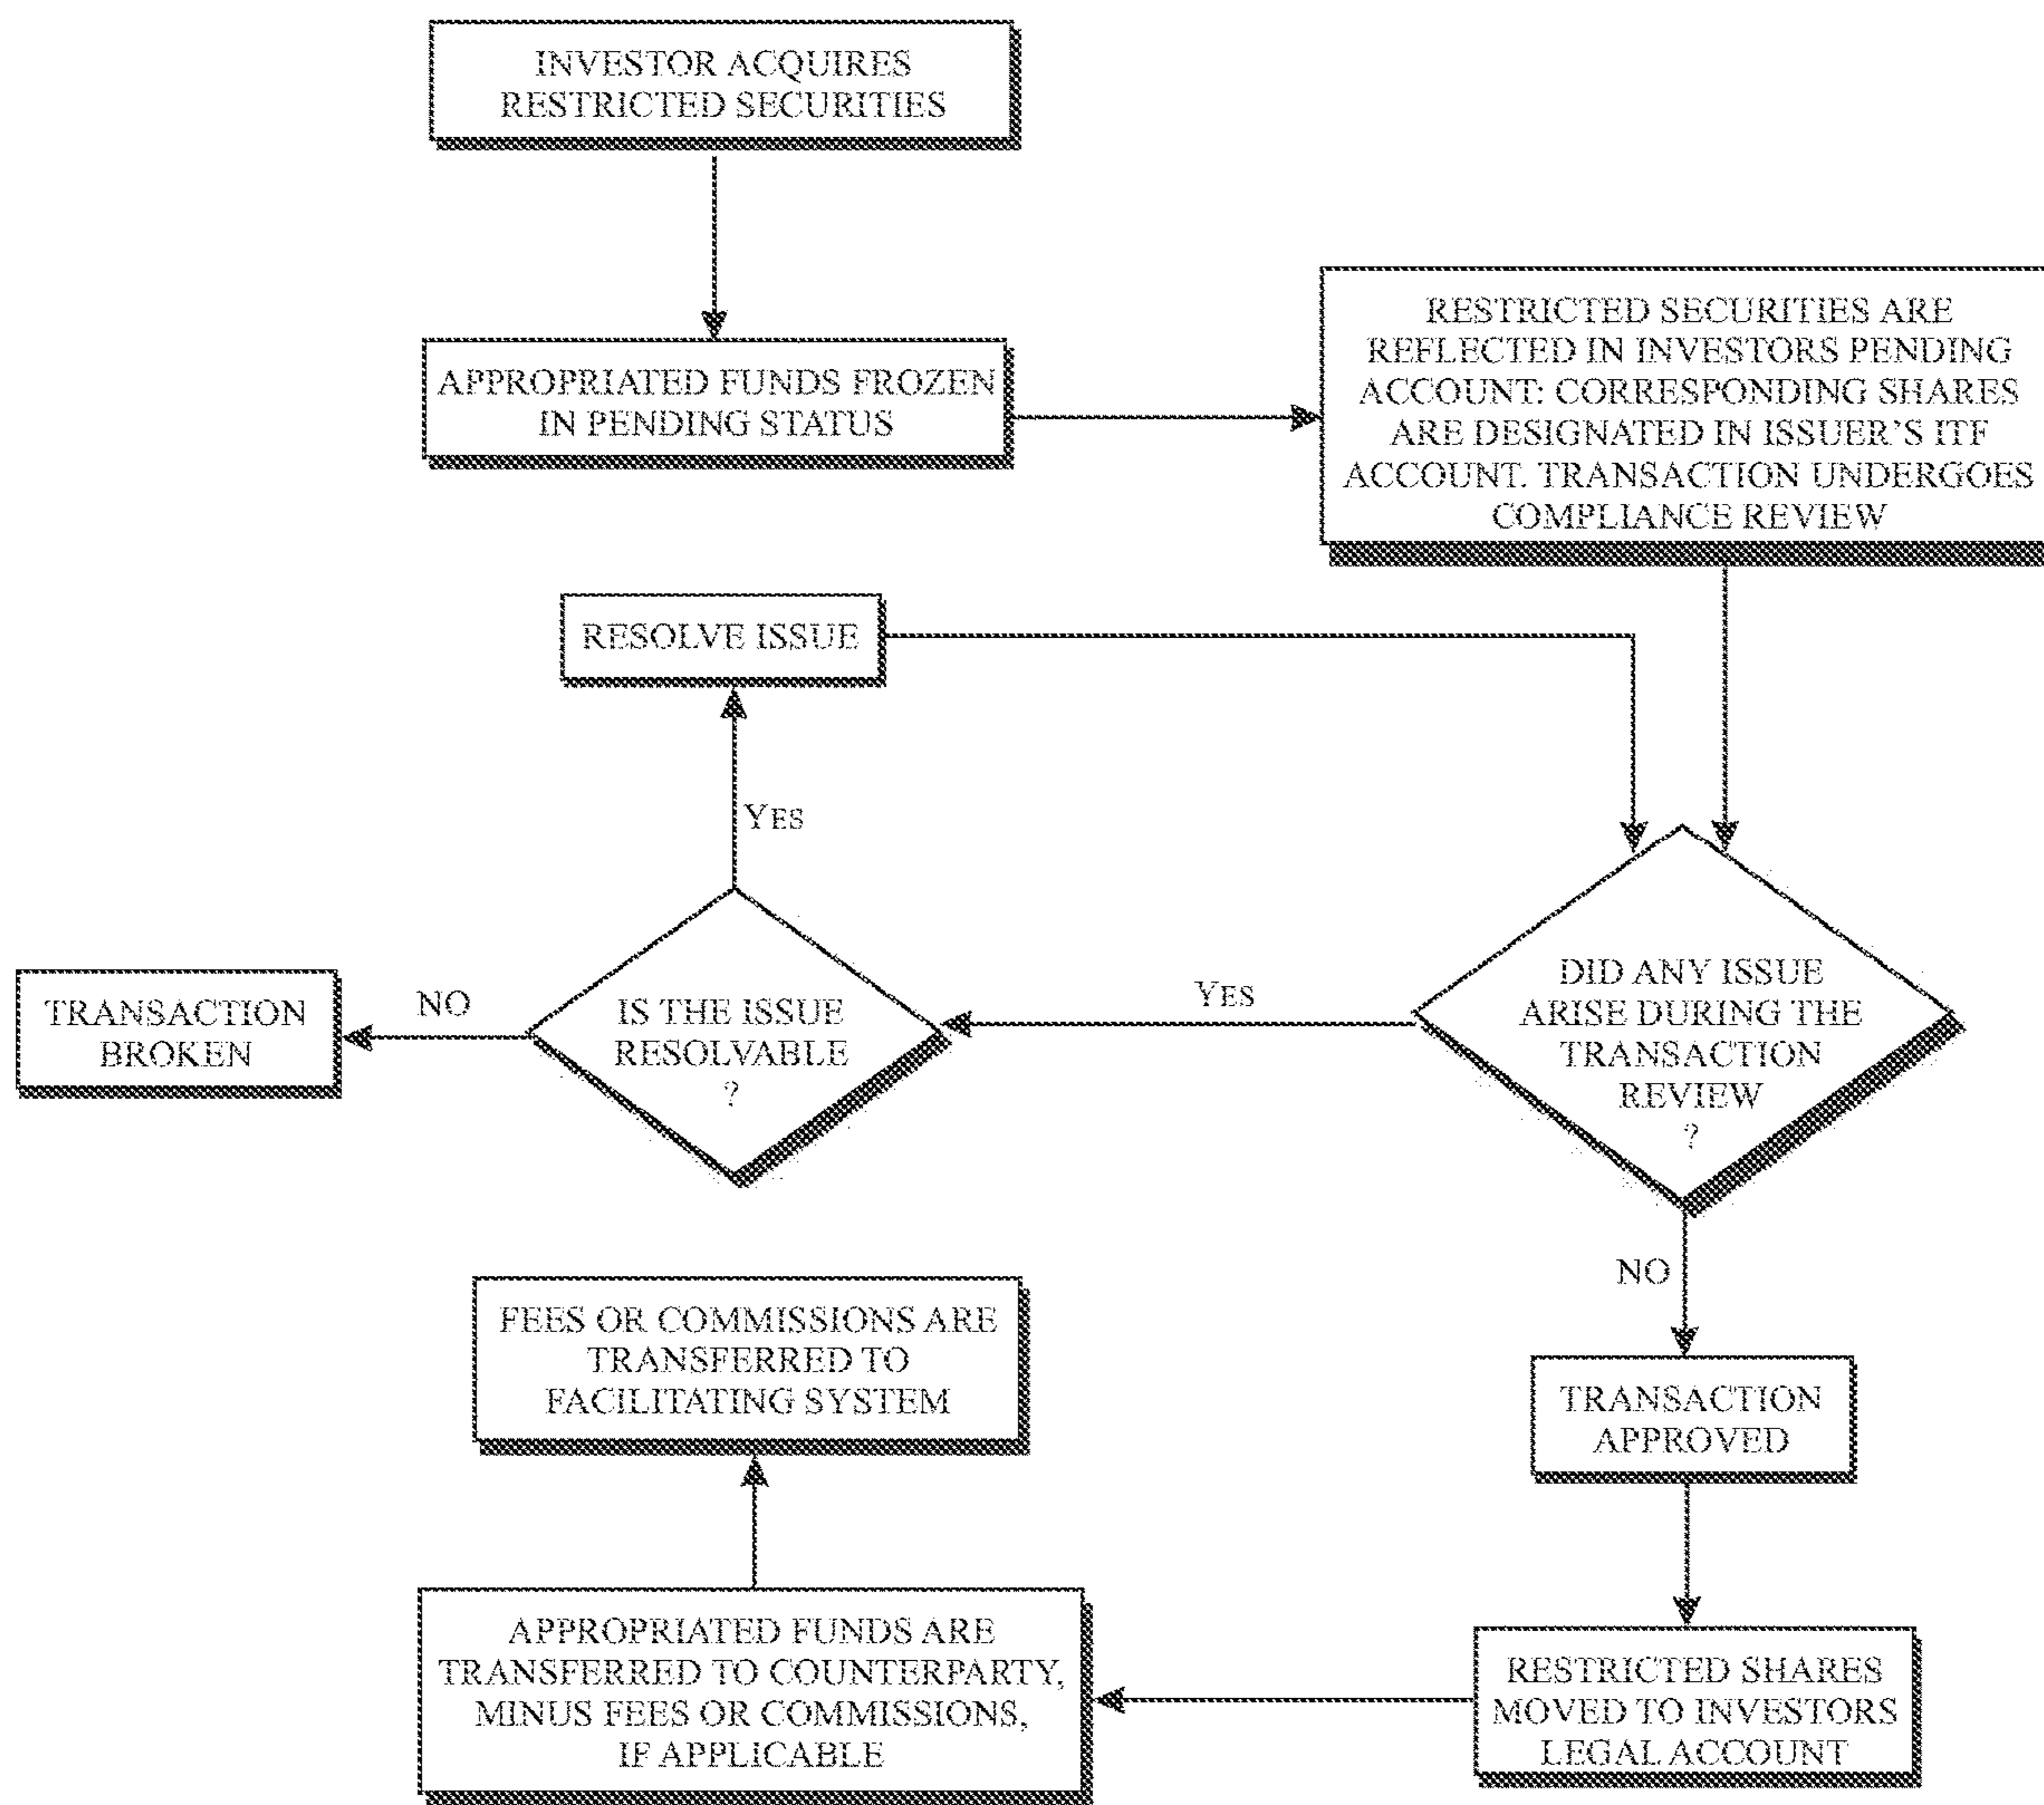 INVESTOR ACQUIRES
RESTRICTED SECURITIES
APPROPRIATED FUNDS FROZEN
IN PENDING STATUS
RESTRICTED SECURITIES ARE
REFLECTED IN INVESTORS PENDING
ACCOUNT: CORRESPONDING SHARES
ARE DESIGNATED IN ISSUER'S ITF
ACCOUNT. TRANSACTION UNDERGOES
COMPLIANCE REVIEW
RESOLVE ISSUE
YES
TRANSACTION
BROKEN
NO
IS THE ISSUE
RESOLVABLE
?
YES
DID ANY ISSUE
ARISE DURING THE
TRANSACTION
REVIEW
?
NO
FEES OR COMMISSIONS ARE
TRANSFERRED TO
FACILITATING SYSTEM
TRANSACTION
APPROVED
APPROPRIATED FUNDS ARE
TRANSFERRED TO COUNTERPARTY,
MINUS FEES OR COMMISSIONS,
IF APPLICABLE
RESTRICTED SHARES
MOVED TO INVESTORS
LEGAL ACCOUNT